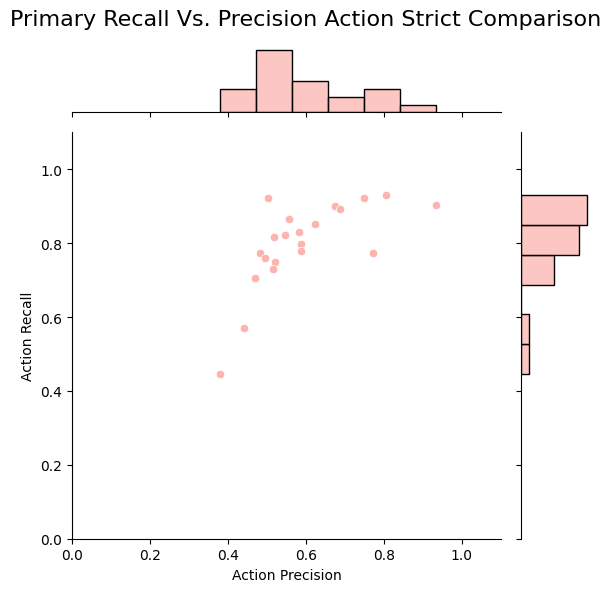 Primary Recall Vs. Precision Action Strict Comparison
1.0
0.8
0.6
0.4
0.2
0.0
Action Recall
0.0 0.2 0.4 0.6 0.8 1.0
Action Precision